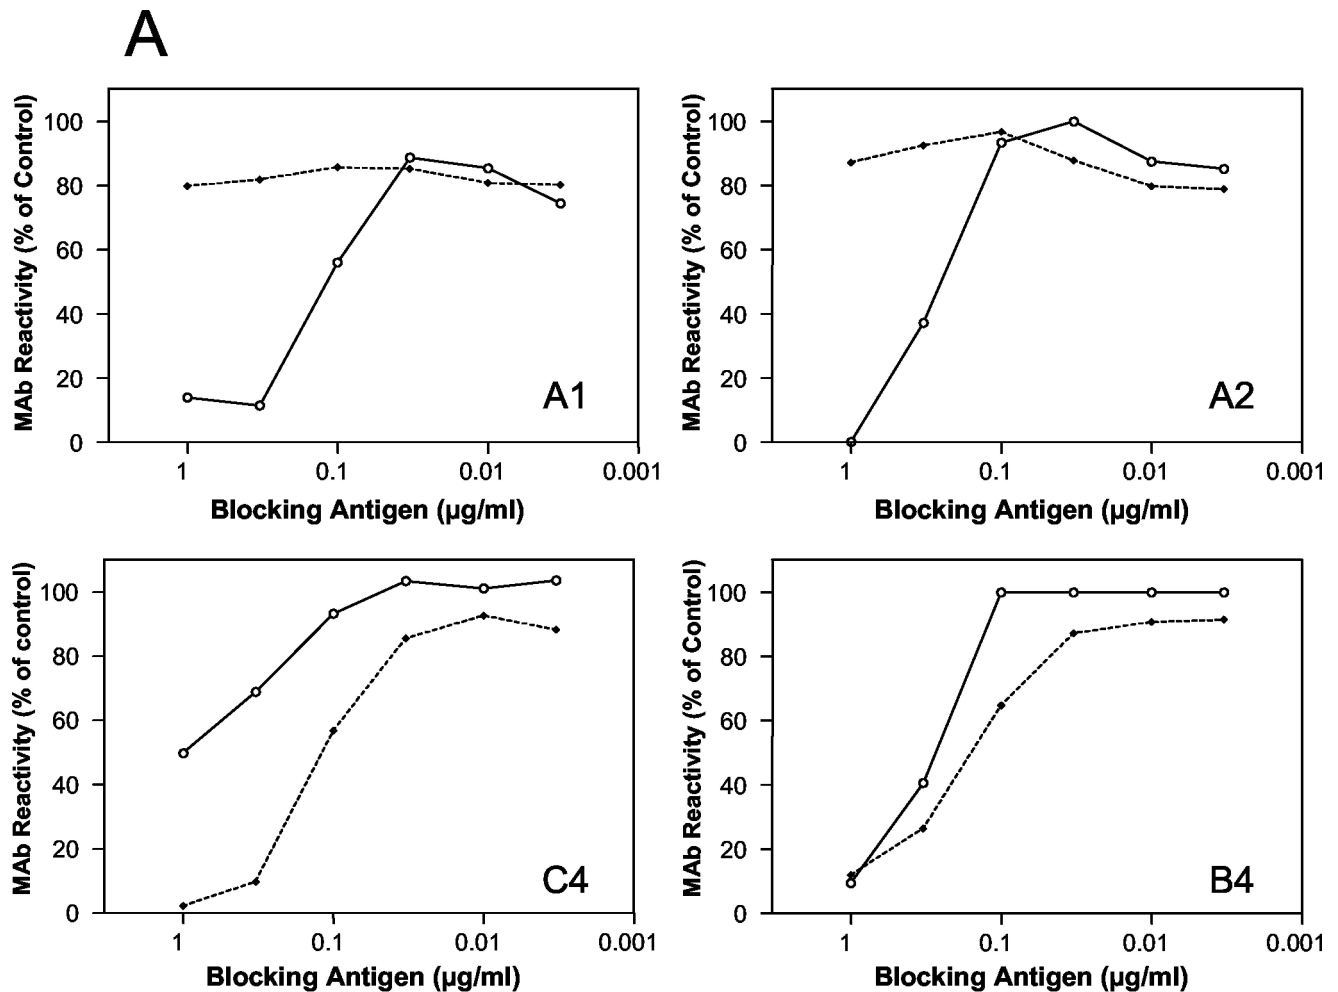 A
MAb Reactivity (% of Control)
100
80
60
40
20
0
A1
1 0.1 0.01 0.001
Blocking Antigen (µg/ml)
MAb Reactivity (% of Control)
100
80
60
40
20
0
A2
1 0.1 0.01 0.001
Blocking Antigen (µg/ml)
MAb Reactivity (% of control)
100
80
60
40
20
0
C4
1 0.1 0.01 0.001
Blocking Antigen (µg/ml)
MAb Reactivity (% of Control)
100
80
60
40
20
0
B4
1 0.1 0.01 0.001
Blocking Antigen (µg/ml)